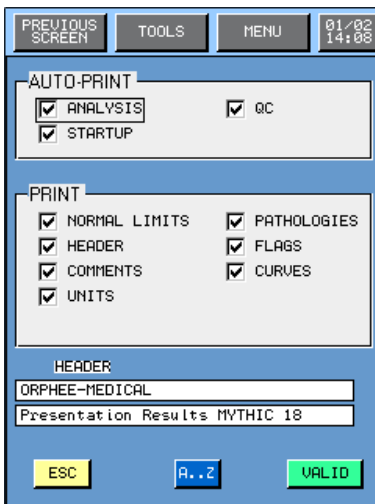 PREVIOUS SCREEN
TOOLS
MENU
01/02 14:08
AUTO-PRINT
ANALYSIS
QC
STARTUP
PRINT
NORMAL LIMITS
PATHOLOGIES
HEADER
FLAGS
COMMENTS
CURVES
UNITS
HEADER
ORPHEE-MEDICAL
Presentation Results MYTHIC 18
ESC
A..Z
VALID